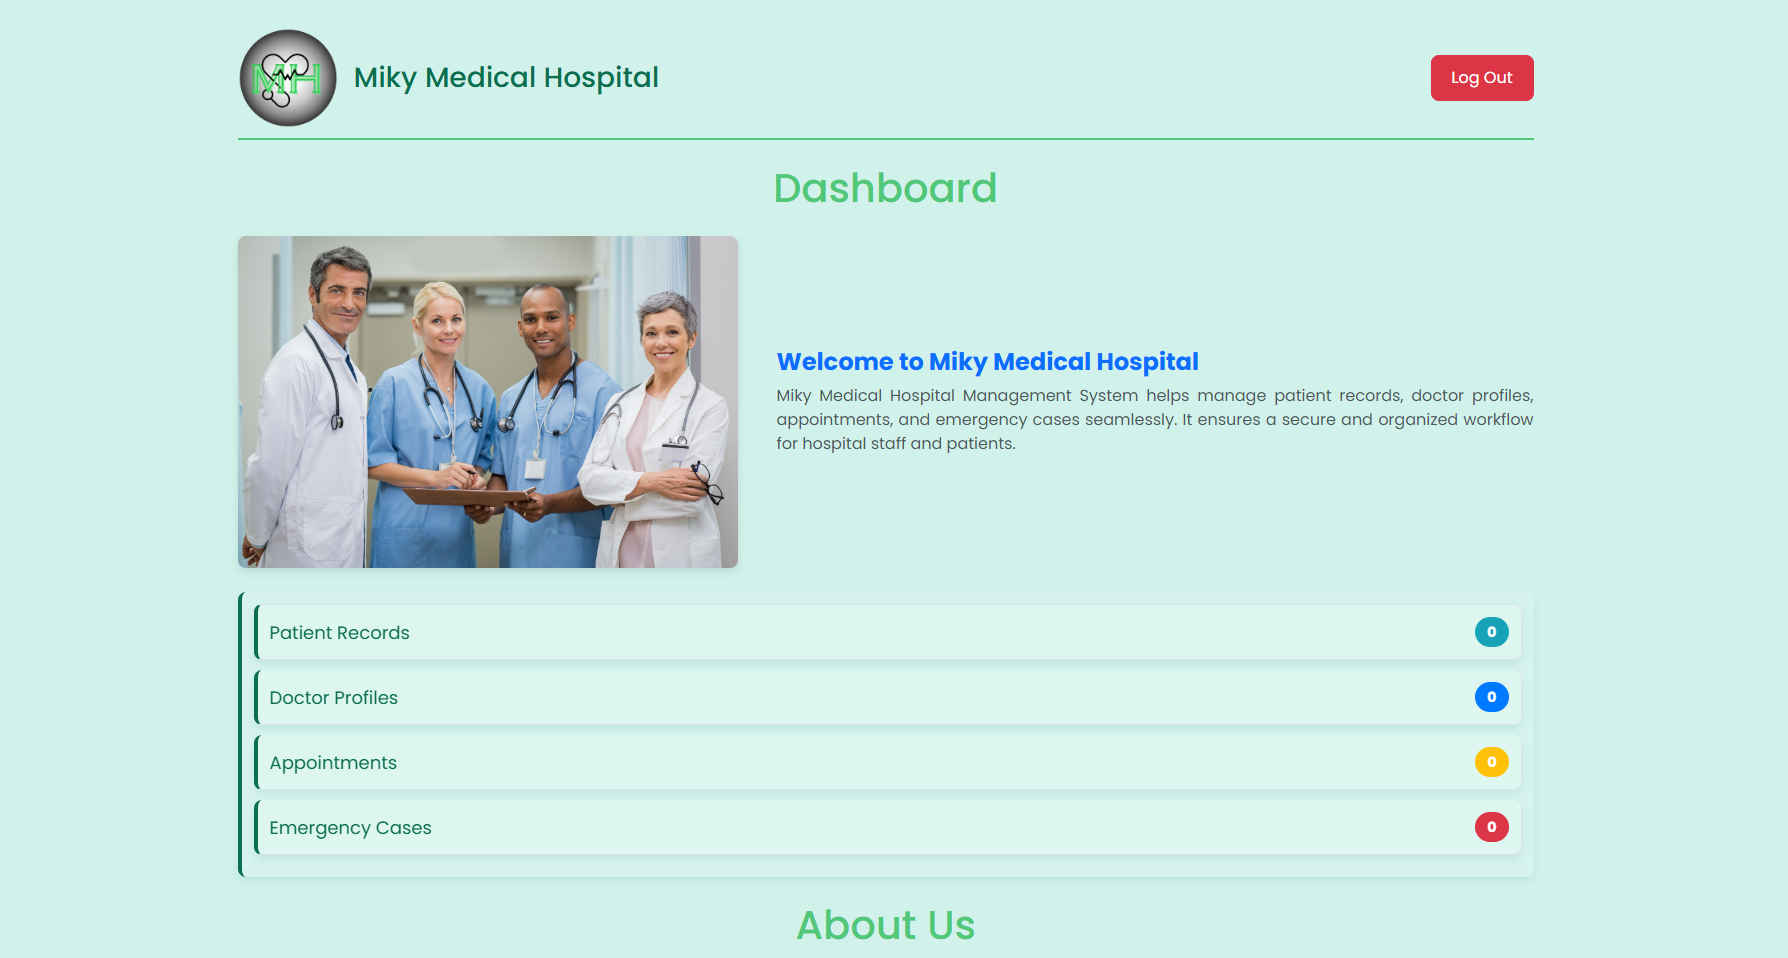 MH
Miky Medical Hospital
Log Out
Dashboard
Welcome to Miky Medical Hospital
Miky Medical Hospital Management System helps manage patient records, doctor profiles,
appointments, and emergency cases seamlessly. It ensures a secure and organized workflow
for hospital staff and patients.
Patient Records 0
Doctor Profiles 0
Appointments 0
Emergency Cases 0
About Us